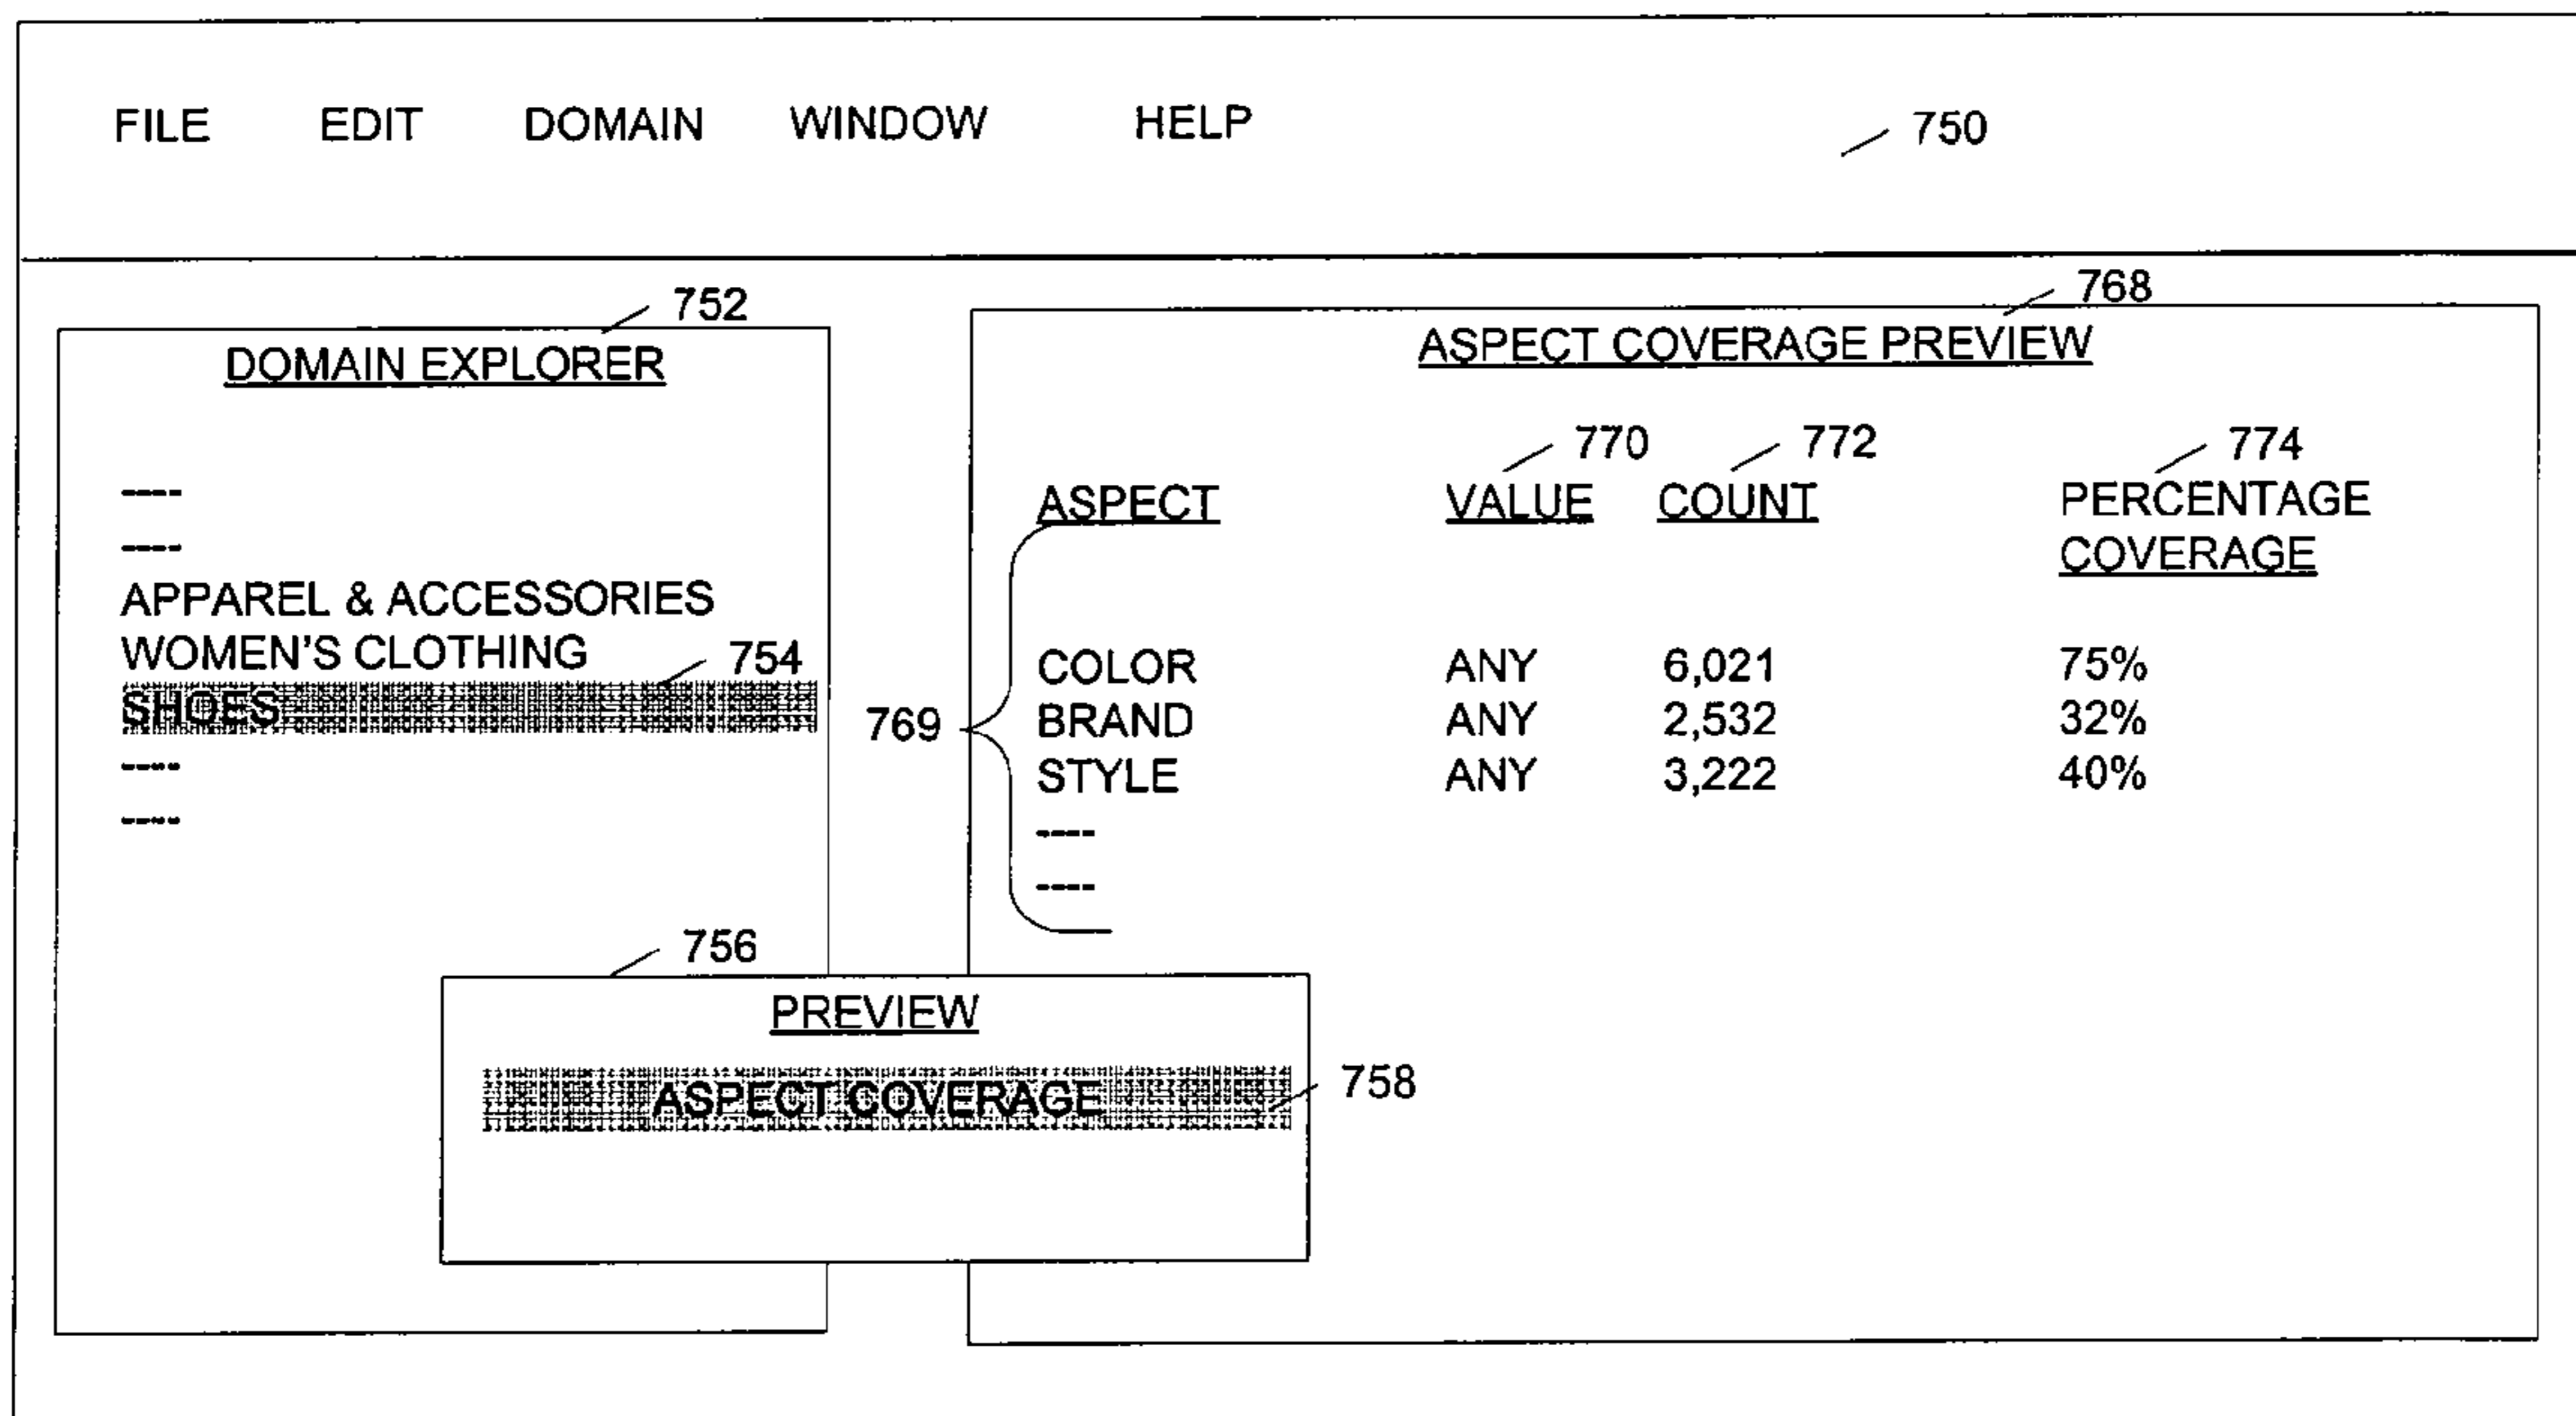 FILE EDIT DOMAIN WINDOW HELP 750
752
DOMAIN EXPLORER
----
----
APPAREL & ACCESSORIES
WOMEN'S CLOTHING
754
SHOES
----
----
768
ASPECT COVERAGE PREVIEW
770 772 774
ASPECT VALUE COUNT PERCENTAGE
COVERAGE
COLOR ANY 6,021 75%
769
BRAND ANY 2,532 32%
STYLE ANY 3,222 40%
----
----
756
PREVIEW
ASPECT COVERAGE 758